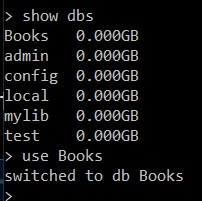 > show dbs
Books   0.000GB
admin   0.000GB
config  0.000GB
local   0.000GB
mylib   0.000GB
test    0.000GB
> use Books
switched to db Books
>